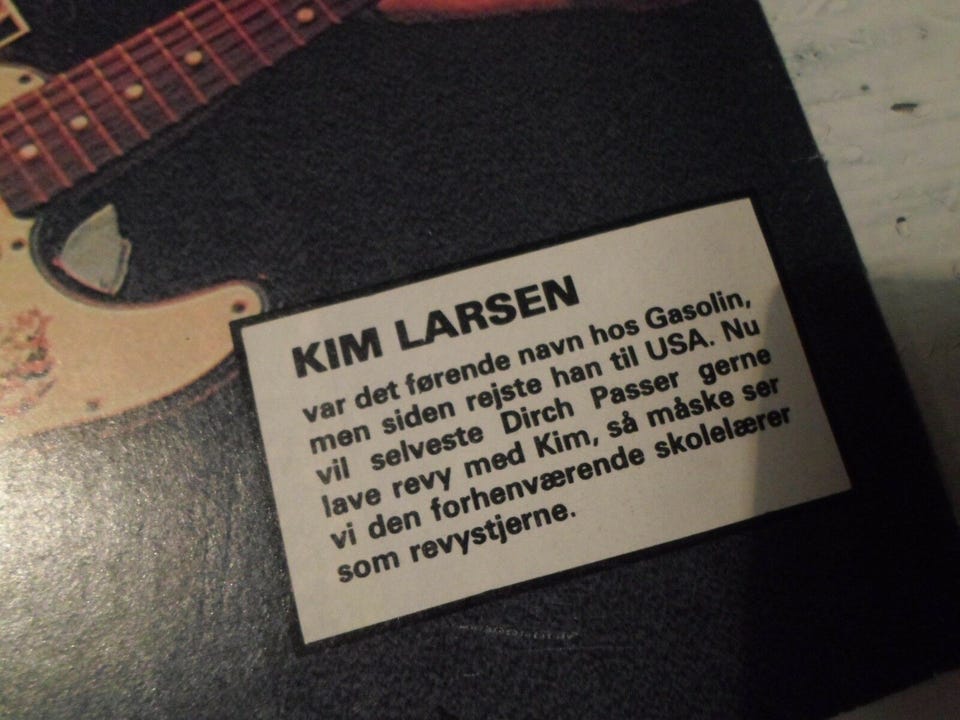 KIM LARSEN
var det førende navn hos Gasolin,
men siden rejste han til USA. Nu
vil selveste Dirch Passer gerne
lave revy med Kim, så måske ser
vi den forhenværende skolelærer
som revystjerne.